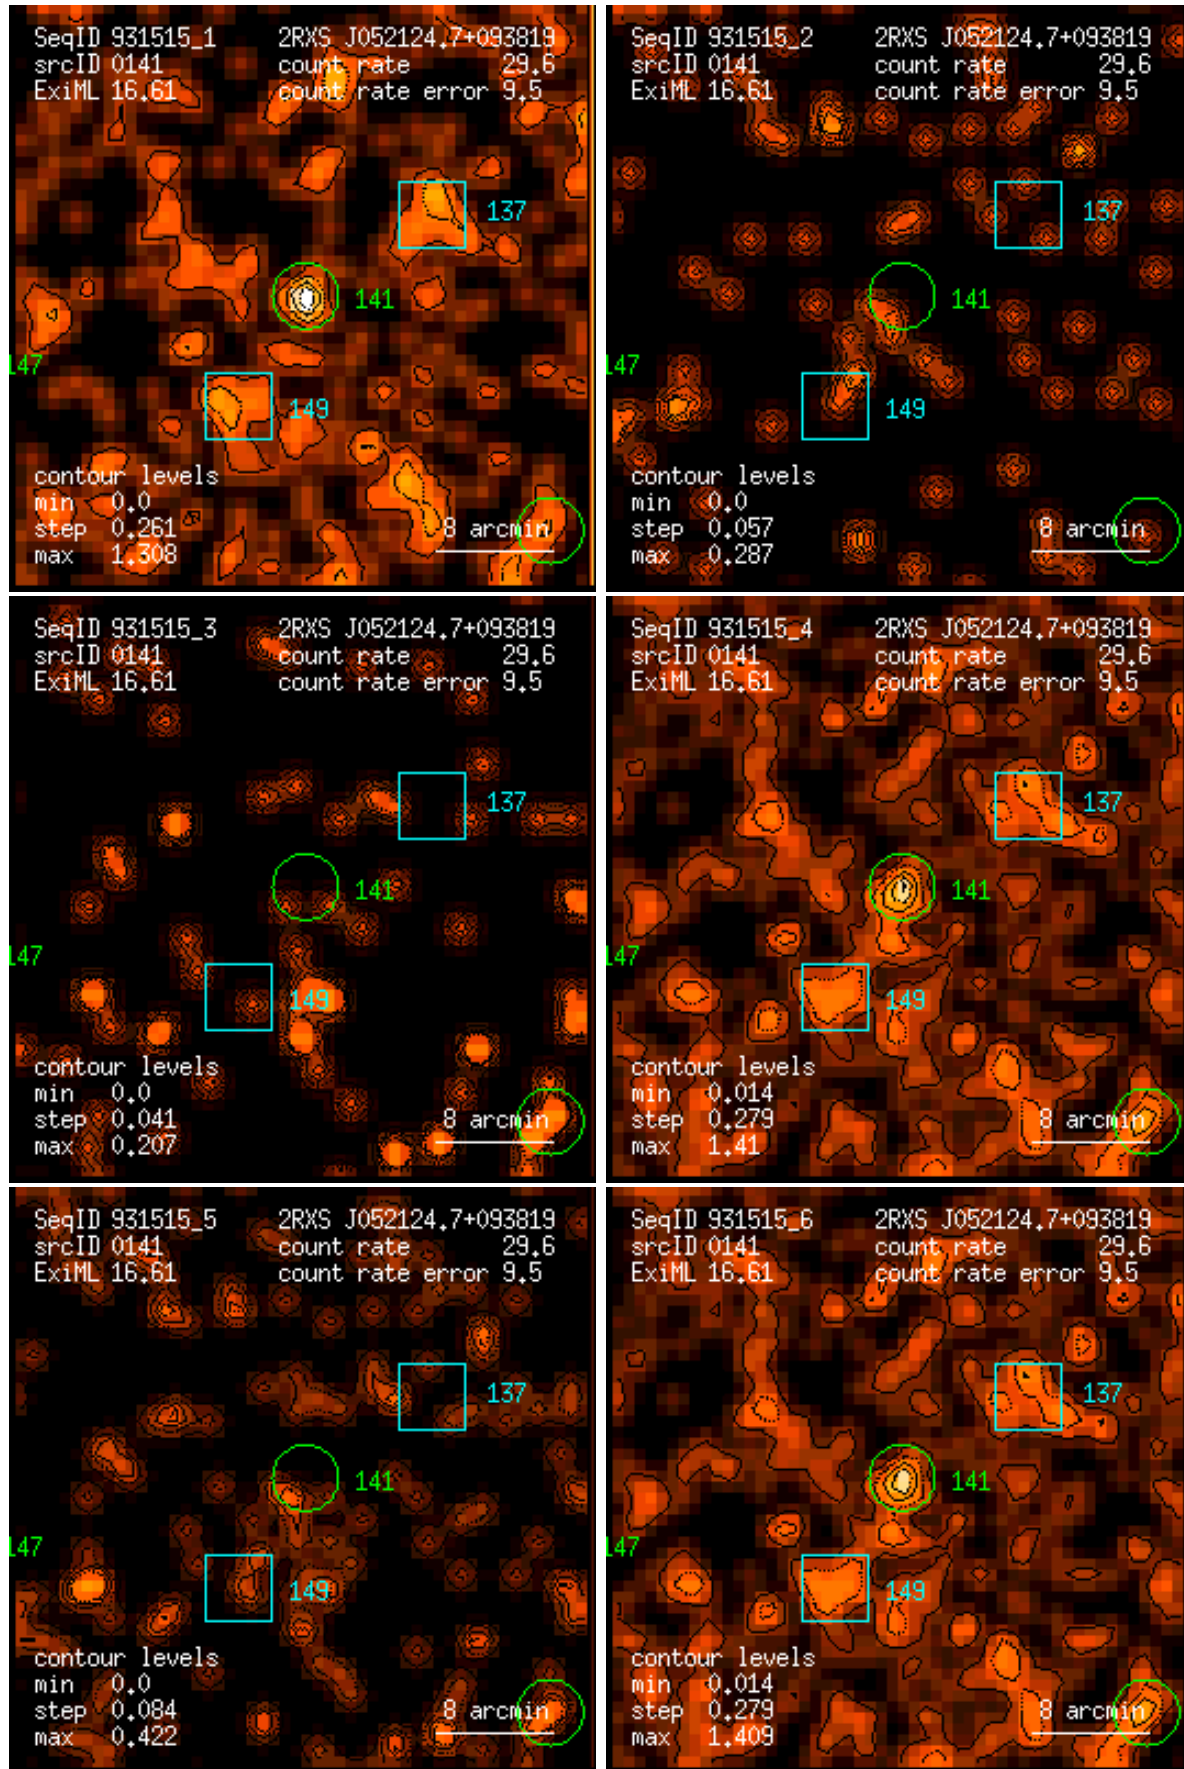 SeqID 931515_1 2RXS J052124.7+093819
srcID 0141 count rate 29.6
ExiML 16.61 count rate error 9.5
137
141
147
149
contour levels
min 0.0
step 0.261 8 arcmin
max 1.308
SeqID 931515_2 2RXS J052124.7+093819
srcID 0141 count rate 29.6
ExiML 16.61 count rate error 9.5
137
141
147
149
contour levels
min 0.0
step 0.057 8 arcmin
max 0.287
SeqID 931515_3 2RXS J052124.7+093819
srcID 0141 count rate 29.6
ExiML 16.61 count rate error 9.5
137
141
147
149
contour levels
min 0.0
step 0.041 8 arcmin
max 0.207
SeqID 931515_4 2RXS J052124.7+093819
srcID 0141 count rate 29.6
ExiML 16.61 count rate error 9.5
137
141
147
149
contour levels
min 0.014
step 0.279 8 arcmin
max 1.41
SeqID 931515_5 2RXS J052124.7+093819
srcID 0141 count rate 29.6
ExiML 16.61 count rate error 9.5
137
141
147
149
contour levels
min 0.0
step 0.084 8 arcmin
max 0.422
SeqID 931515_6 2RXS J052124.7+093819
srcID 0141 count rate 29.6
ExiML 16.61 count rate error 9.5
137
141
147
149
contour levels
min 0.014
step 0.279 8 arcmin
max 1.409